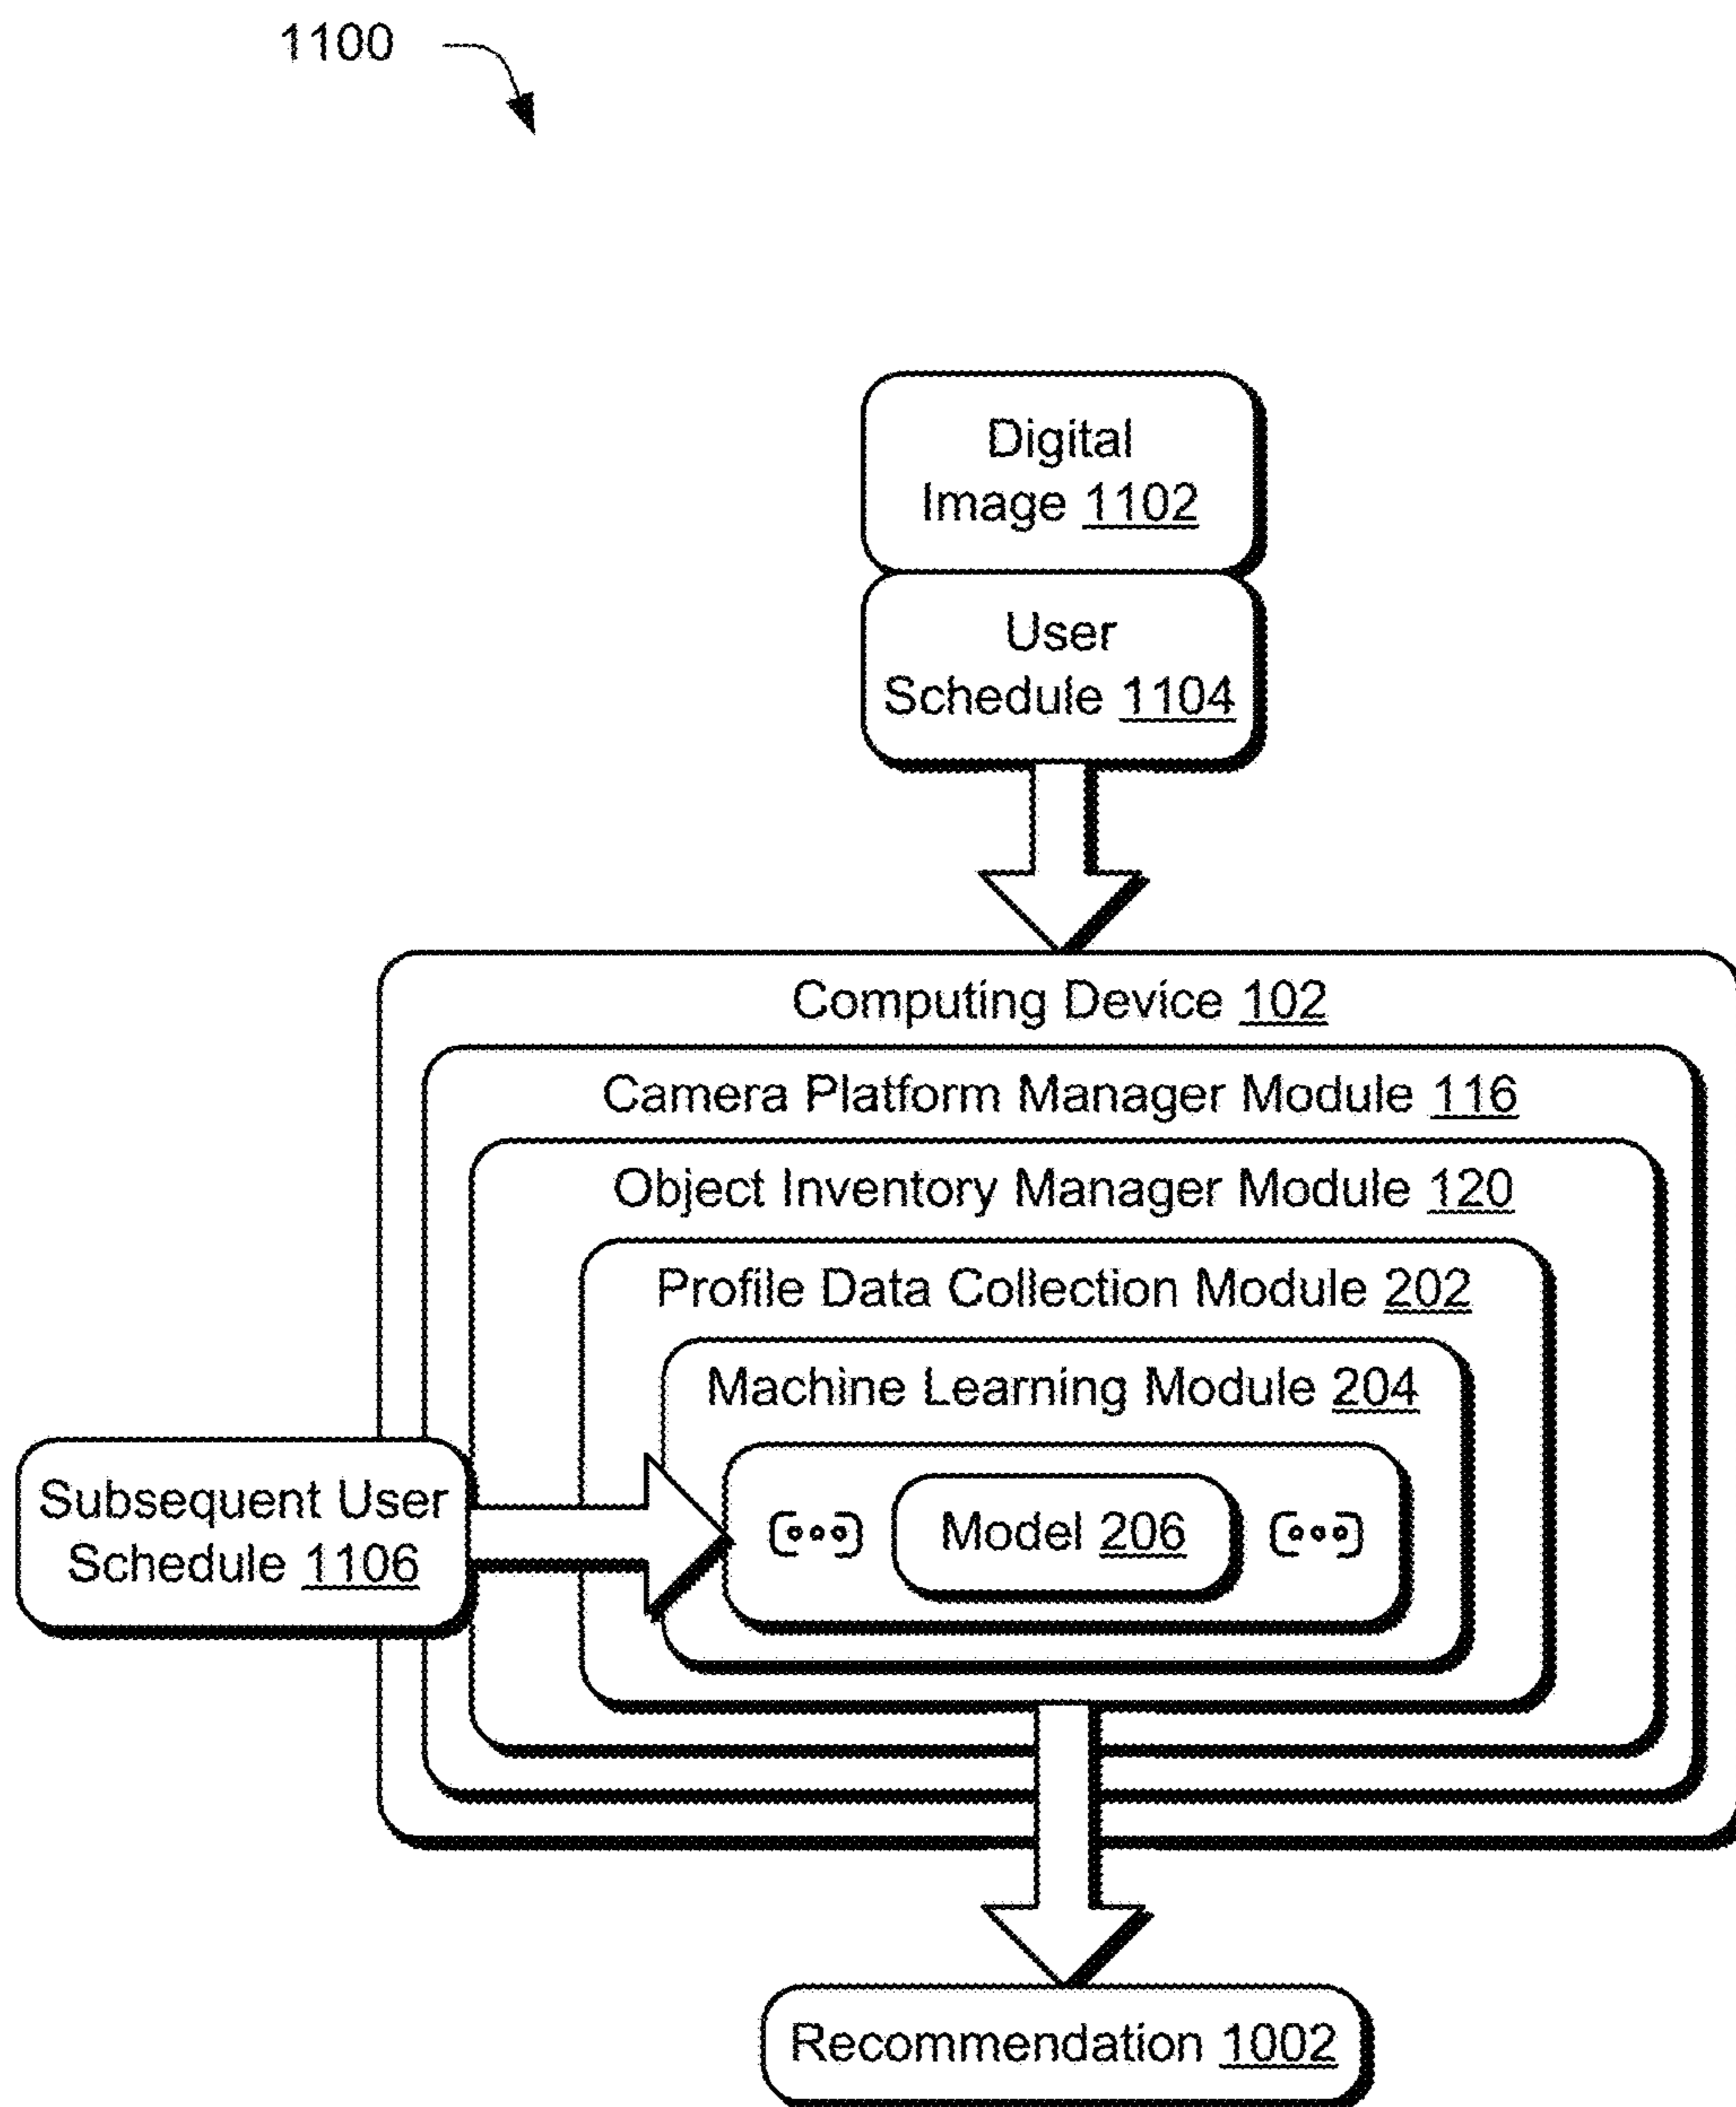 1100
Digital
Image 1102
User
Schedule 1104
Computing Device 102
Camera Platform Manager Module 116
Object Inventory Manager Module 120
Profile Data Collection Module 202
Machine Learning Module 204
Subsequent User
Schedule 1106
Model 206
Recommendation 1002